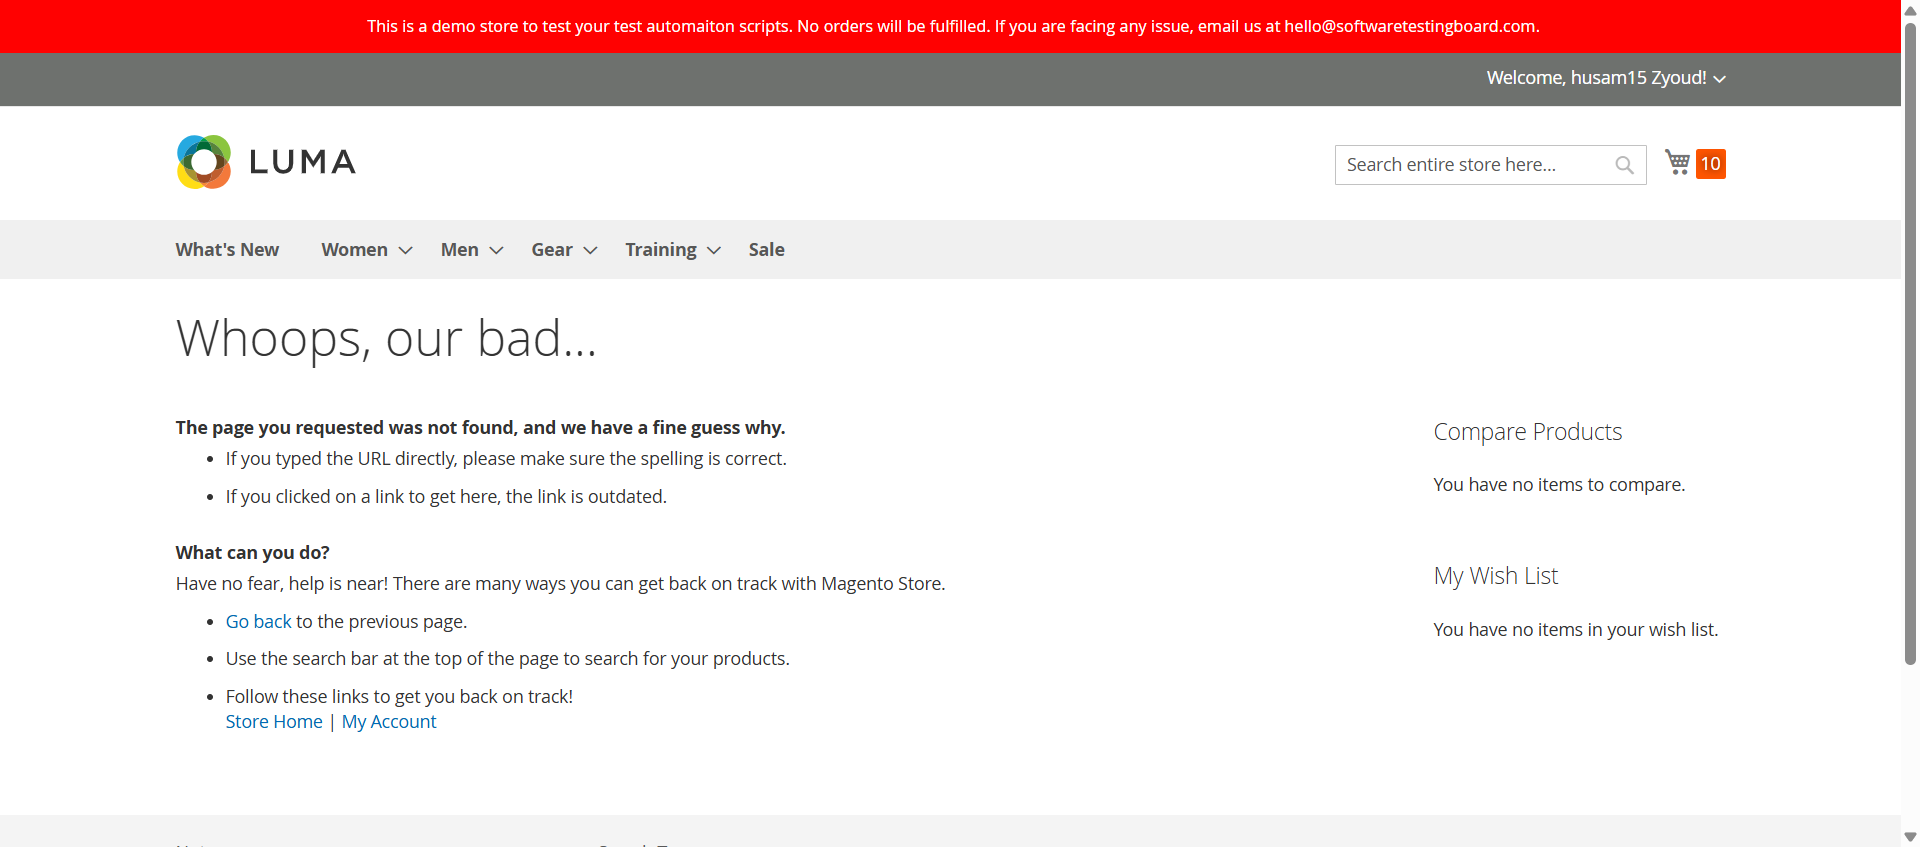 This is a demo store to test your test automaiton scripts. No orders will be fulfilled. If you are facing any issue, email us at hello@softwaretestingboard.com.
Welcome, husam15 Zyoud!
LUMA
Search entire store here...
10
What's New Women Men Gear Training Sale
Whoops, our bad...
The page you requested was not found, and we have a fine guess why.
If you typed the URL directly, please make sure the spelling is correct.
If you clicked on a link to get here, the link is outdated.
What can you do?
Have no fear, help is near! There are many ways you can get back on track with Magento Store.
Go back to the previous page.
Use the search bar at the top of the page to search for your products.
Follow these links to get you back on track!
Store Home | My Account
Compare Products
You have no items to compare.
My Wish List
You have no items in your wish list.